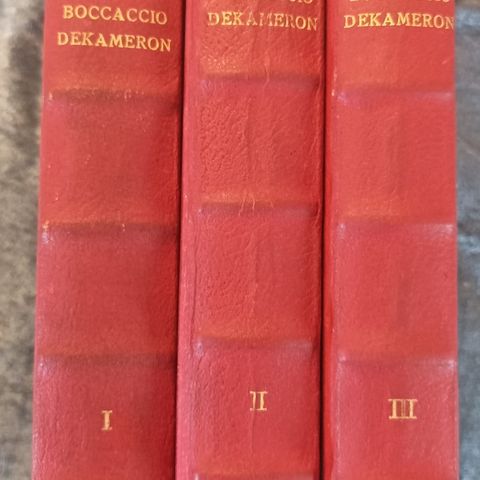 BOCCACCIO
DEKAMERON
I
DEKAMERON
II
DEKAMERON
III